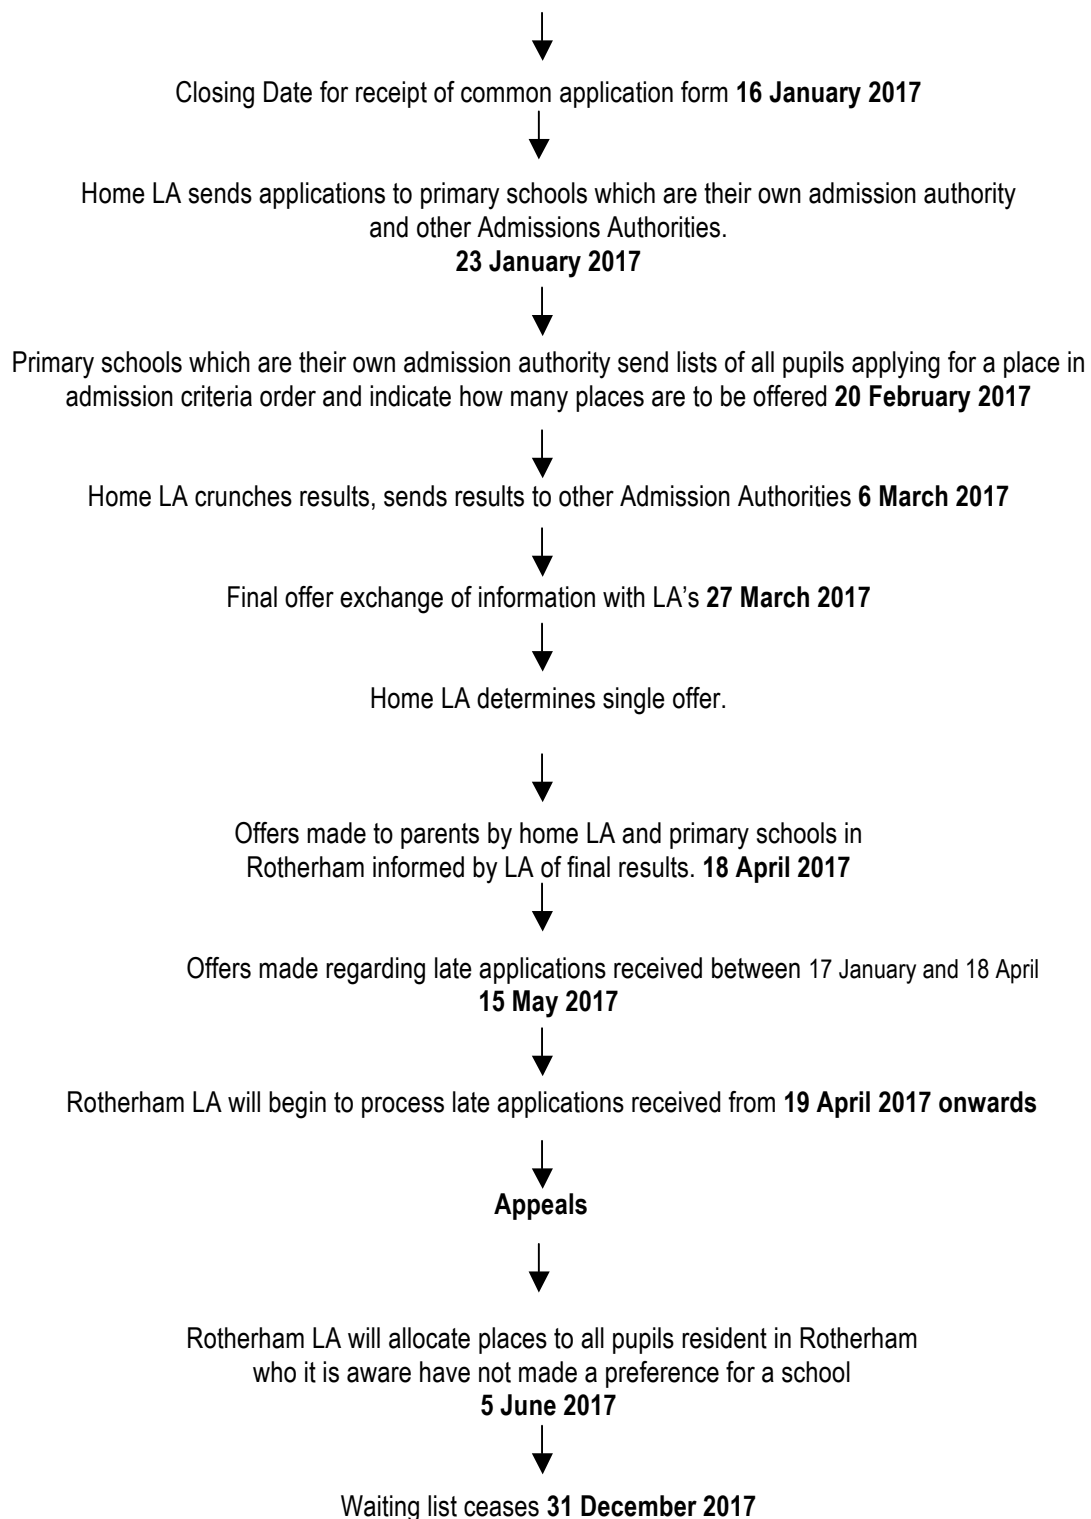 Closing Date for receipt of common application form 16 January 2017
Home LA sends applications to primary schools which are their own admission authority
and other Admissions Authorities.
23 January 2017
Primary schools which are their own admission authority send lists of all pupils applying for a place in
admission criteria order and indicate how many places are to be offered 20 February 2017
Home LA crunches results, sends results to other Admission Authorities 6 March 2017
Final offer exchange of information with LA's 27 March 2017
Home LA determines single offer.
Offers made to parents by home LA and primary schools in
Rotherham informed by LA of final results. 18 April 2017
Offers made regarding late applications received between 17 January and 18 April
15 May 2017
Rotherham LA will begin to process late applications received from 19 April 2017 onwards
Appeals
Rotherham LA will allocate places to all pupils resident in Rotherham
who it is aware have not made a preference for a school
5 June 2017
Waiting list ceases 31 December 2017